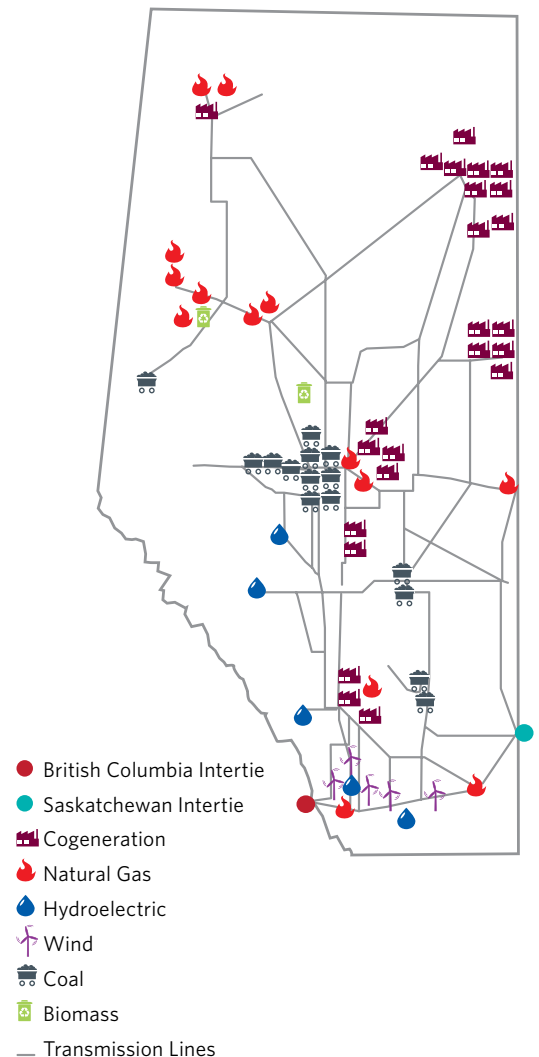 British Columbia Intertie
Saskatchewan Intertie
Cogeneration
Natural Gas
Hydroelectric
Wind
Coal
Biomass
Transmission Lines